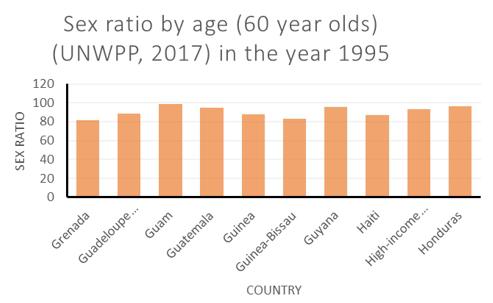 Sex ratio by age (60 year olds)
(UNWPP, 2017) in the year 1995
120
100
80
60
40
20
0
SEX RATIO
Grenada
Guadeloupe...
Guam
Guatemala
Guinea
Guinea-Bissau
Guyana
Haiti
High-income...
Honduras
COUNTRY